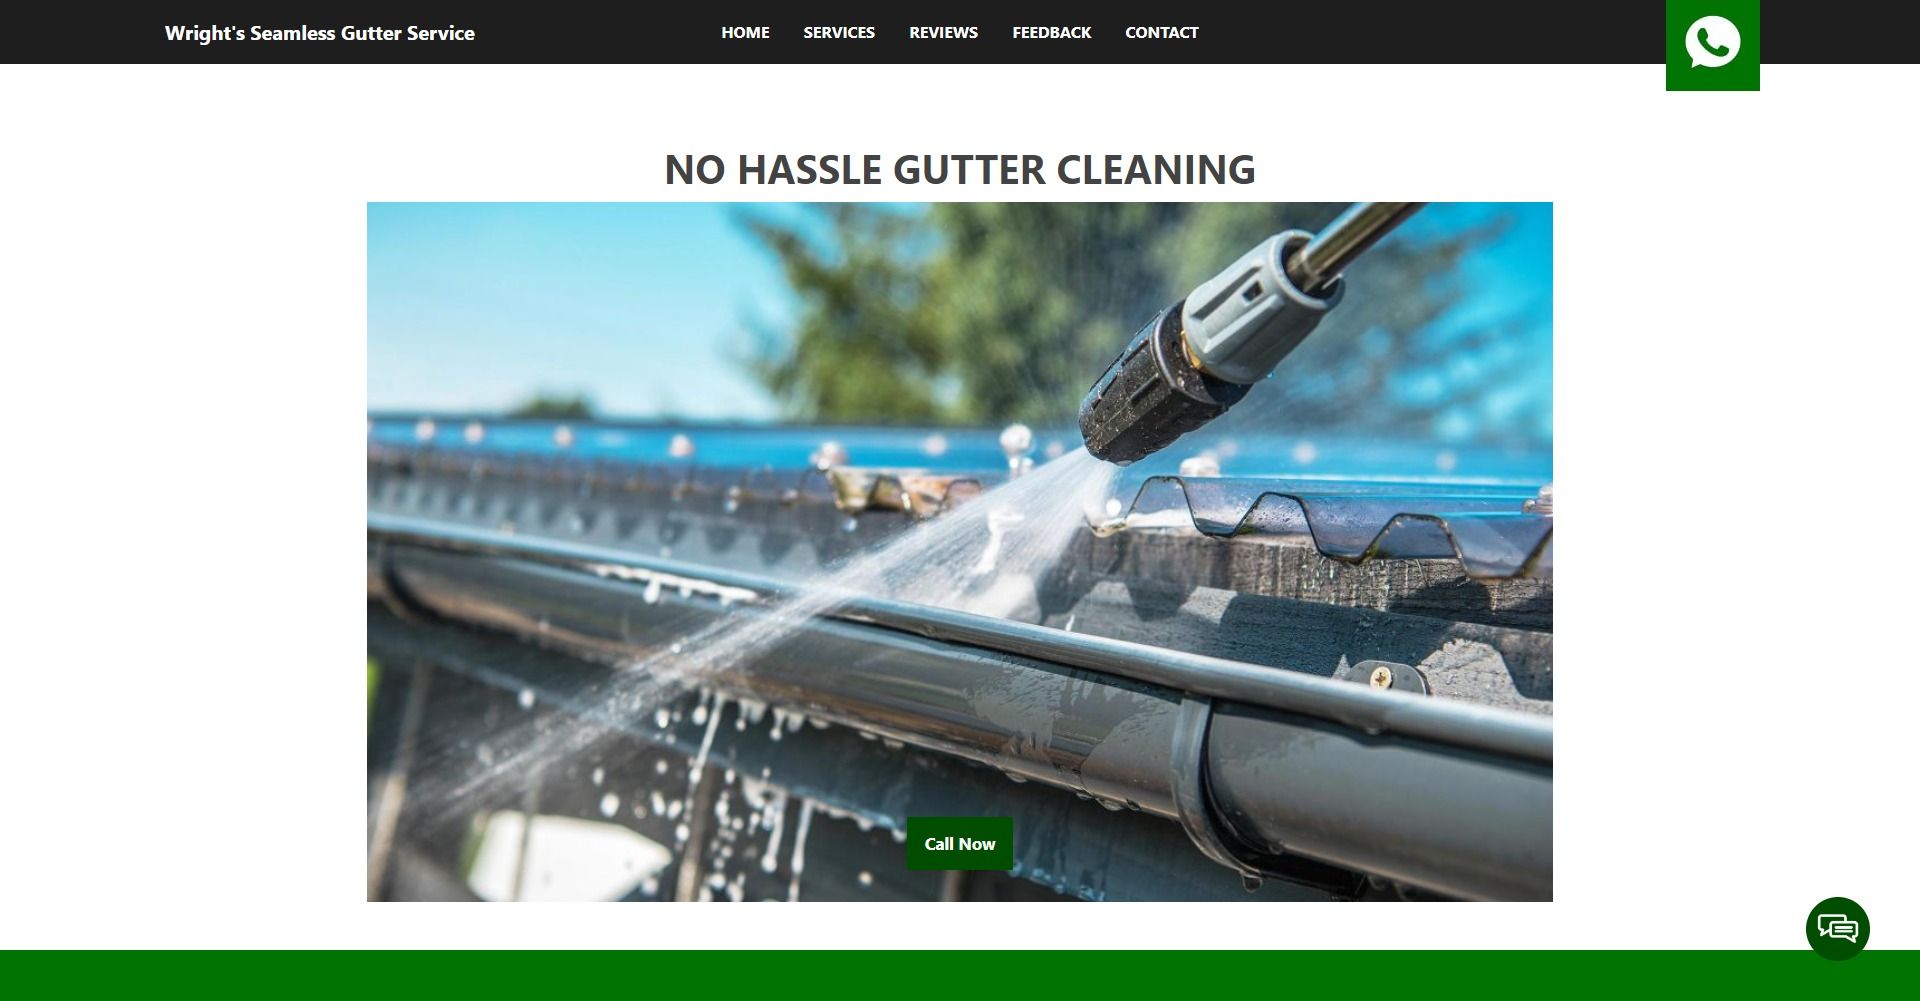 Wright's Seamless Gutter Service
HOME SERVICES REVIEWS FEEDBACK CONTACT
NO HASSLE GUTTER CLEANING
Call Now